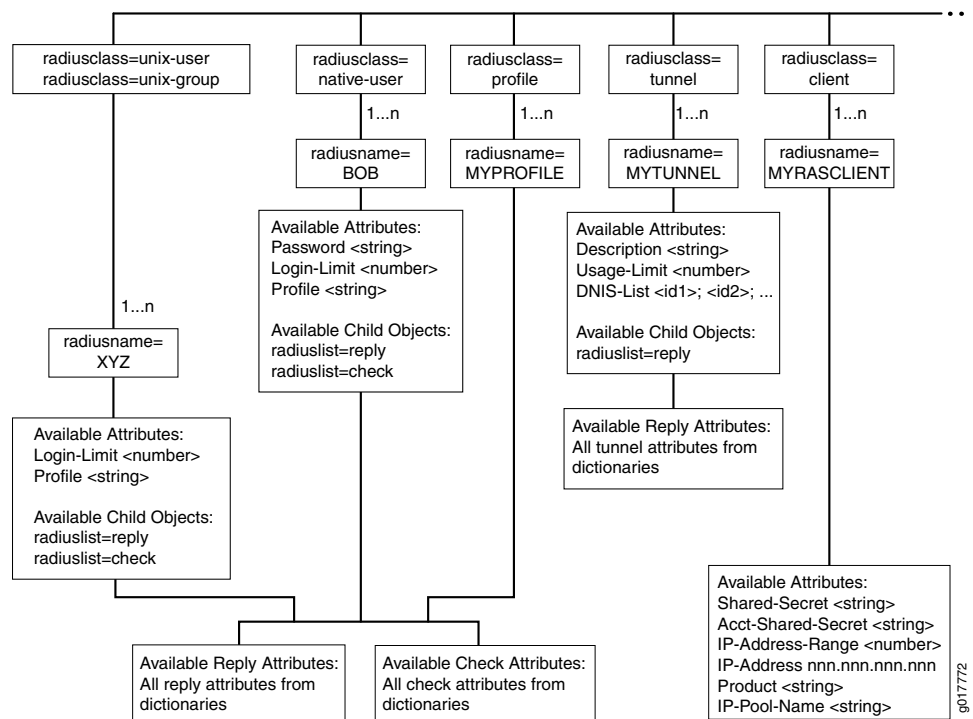 radiusclass=unix-user
radiusclass=unix-group
radiusclass=
native-user
radiusclass=
profile
radiusclass=
tunnel
radiusclass=
client
1...n
1...n
1...n
1...n
radiusname=
BOB
radiusname=
MYPROFILE
radiusname=
MYTUNNEL
radiusname=
MYRASCLIENT
Available Attributes:
Password <string>
Login-Limit <number>
Profile <string>
Available Child Objects:
radiuslist=reply
radiuslist=check
Available Attributes:
Description <string>
Usage-Limit <number>
DNIS-List <id1>; <id2>; ...
Available Child Objects:
radiuslist=reply
1...n
radiusname=
XYZ
Available Attributes:
Login-Limit <number>
Profile <string>
Available Child Objects:
radiuslist=reply
radiuslist=check
Available Reply Attributes:
All tunnel attributes from
dictionaries
Available Attributes:
Shared-Secret <string>
Acct-Shared-Secret <string>
IP-Address-Range <number>
IP-Address nnn.nnn.nnn.nnn
Product <string>
IP-Pool-Name <string>
Available Reply Attributes:
All reply attributes from
dictionaries
Available Check Attributes:
All check attributes from
dictionaries
g017772